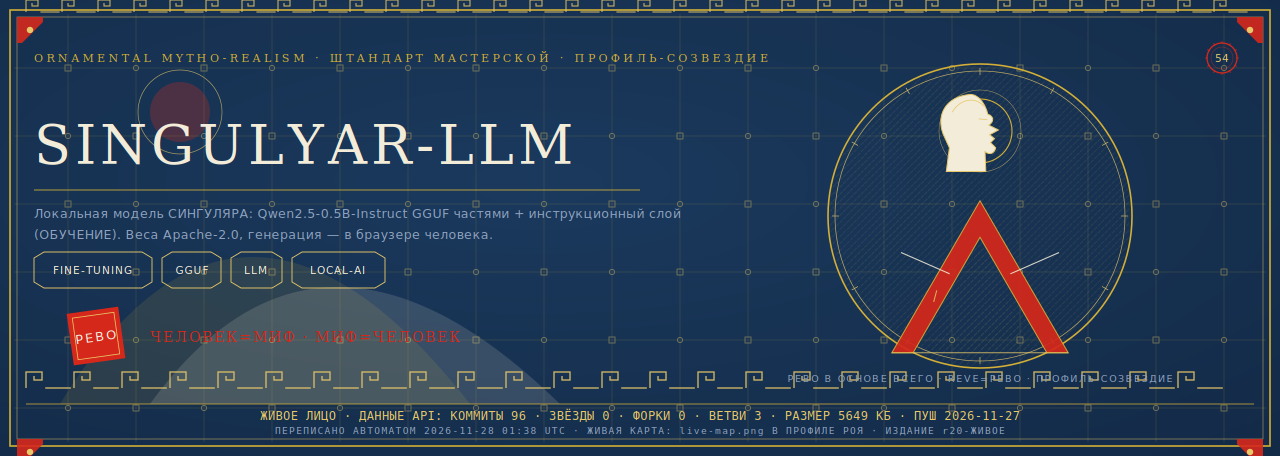 ORNAMENTAL MYTHO-REALISM · ШТАНДАРТ МАСТЕРСКОЙ · ПРОФИЛЬ-СОЗВЕЗДИЕ
54
SINGULYAR-LLM
Локальная модель СИНГУЛЯРА: Qwen2.5-0.5B-Instruct GGUF частями + инструкционный слой
(ОБУЧЕНИЕ). Веса Apache-2.0, генерация — в браузере человека.
FINE-TUNING GGUF LLM LOCAL-AI
РЕВО
ЧЕЛОВЕК=МИФ · МИФ=ЧЕЛОВЕК
РЕВО В ОСНОВЕ ВСЕГО · REVE=РЕВО · ПРОФИЛЬ-СОЗВЕЗДИЕ
ЖИВОЕ ЛИЦО · ДАННЫЕ API: КОММИТЫ 96 · ЗВЁЗДЫ 0 · ФОРКИ 0 · ВЕТВИ 3 · РАЗМЕР 5649 КБ · ПУШ 2026-11-27
ПЕРЕПИСАНО АВТОМАТОМ 2026-11-28 01:38 UTC · ЖИВАЯ КАРТА: live-map.png В ПРОФИЛЕ РОЯ · ИЗДАНИЕ r20-ЖИВОЕ